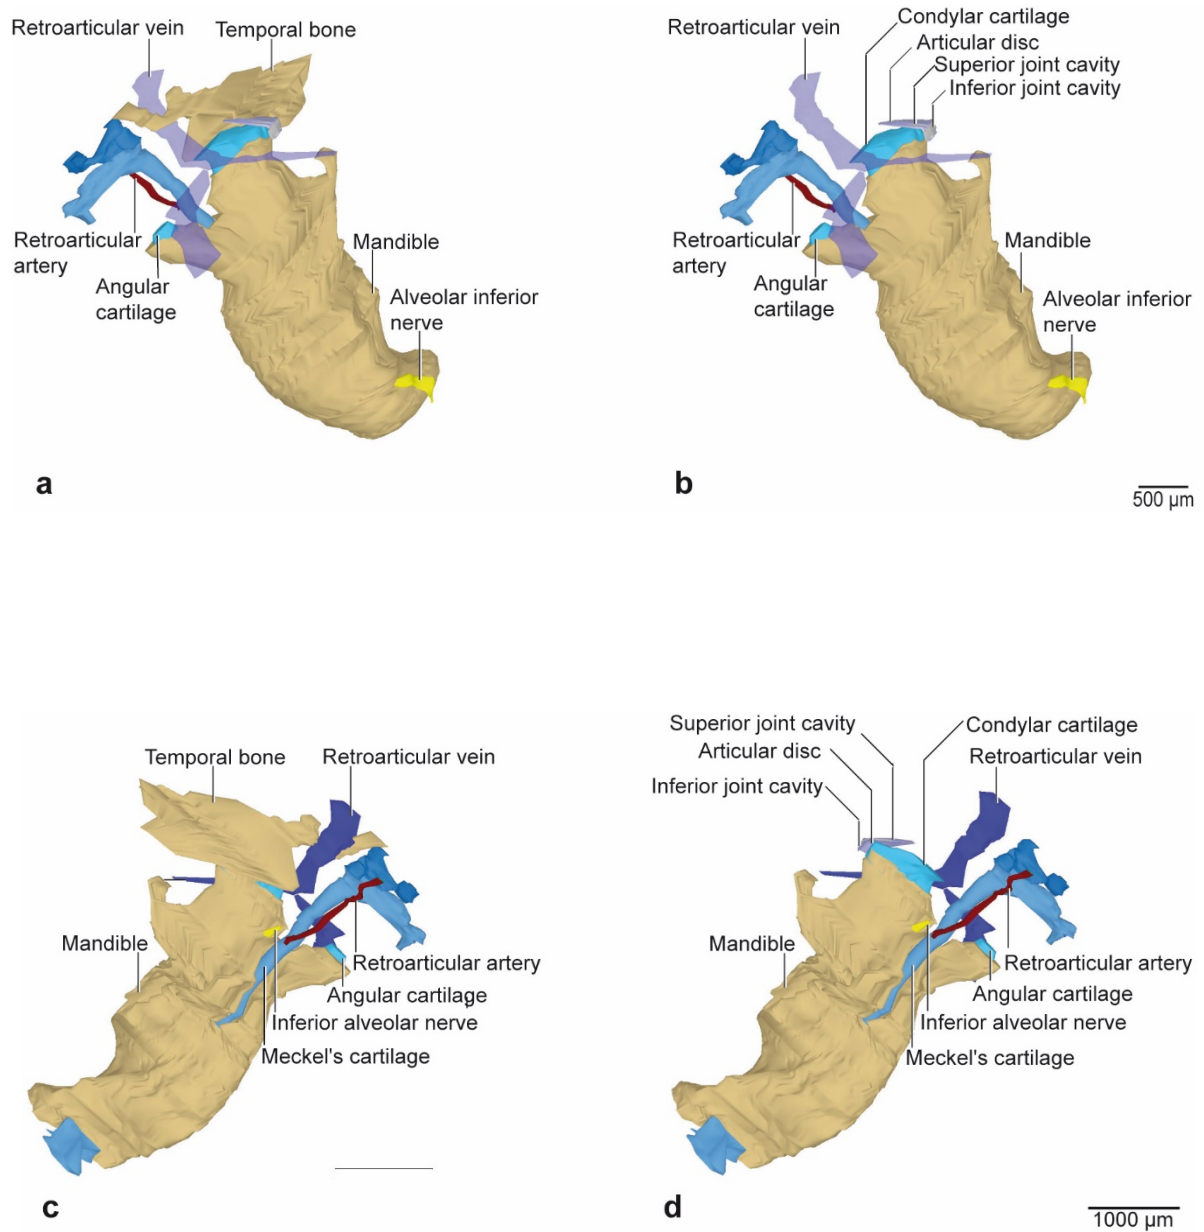 Retroarticular vein
Temporal bone
Retroarticular
artery
Angular
cartilage
Mandible
Alveolar inferior
nerve
a
Retroarticular vein
Condylar cartilage
Articular disc
Superior joint cavity
Inferior joint cavity
Retroarticular
artery
Angular
cartilage
Mandible
Alveolar inferior
nerve
b
500 µm
Temporal bone
Retroarticular vein
Mandible
Retroarticular artery
Angular cartilage
Inferior alveolar nerve
Meckel's cartilage
c
Superior joint cavity
Articular disc
Inferior joint cavity
Condylar cartilage
Retroarticular vein
Mandible
Retroarticular artery
Angular cartilage
Inferior alveolar nerve
Meckel's cartilage
d
1000 µm